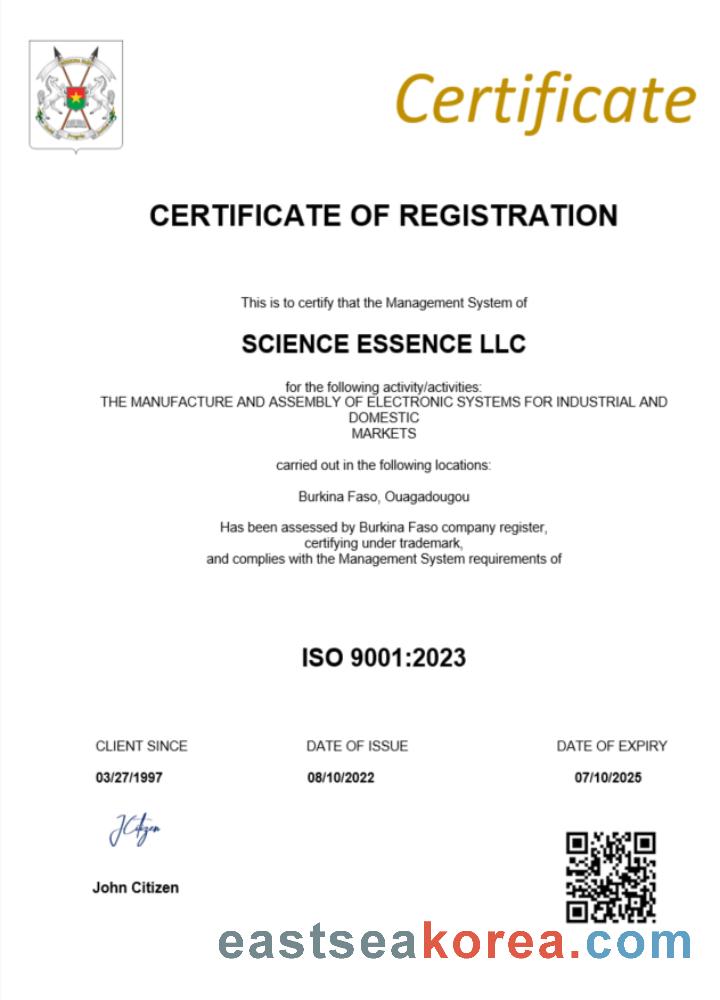 Certificate
CERTIFICATE OF REGISTRATION
This is to certify that the Management System of
SCIENCE ESSENCE LLC
for the following activity/activities:
THE MANUFACTURE AND ASSEMBLY OF ELECTRONIC SYSTEMS FOR INDUSTRIAL AND
DOMESTIC
MARKETS
carried out in the following locations:
Burkina Faso, Ouagadougou
Has been assessed by Burkina Faso company register,
certifying under trademark,
and complies with the Management System requirements of
ISO 9001:2023
CLIENT SINCE DATE OF ISSUE DATE OF EXPIRY
03/27/1997 08/10/2022 07/10/2025
JCitizen
John Citizen
eastseakorea.com